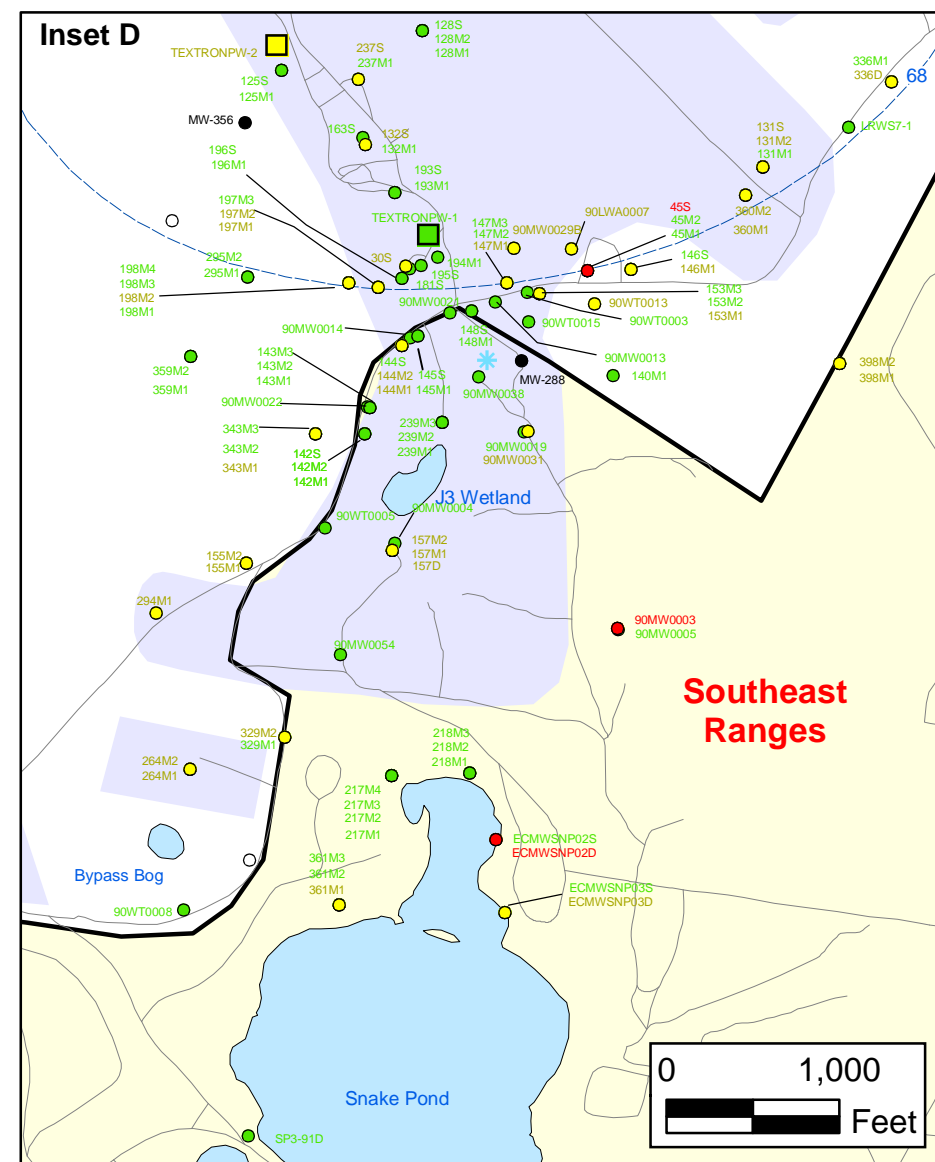 Inset D
TEXTRONPW-2
125S
125M1
128S
128M2
128M1
237S
237M1
336M1
336D
68
MW-356
163S
132S
132M1
LRWS7-1
131S
131M2
131M1
196S
196M1
193S
193M1
197M3
197M2
197M1
TEXTRONPW-1
147M3
147M2
147M1
90MW0029B
90LWA0007
45S
45M2
45M1
360M2
360M1
295M2
295M1
30S
194M1
195S
181S
146S
146M1
198M4
198M3
198M2
198M1
90MW0021
153M3
153M2
153M1
90WT0013
90WT0015
90WT0003
90MW0014
148S
148M1
90MW0013
143M3
143M2
143M1
144S
144M2
144M1
145S
145M1
MW-288
140M1
398M2
398M1
359M2
359M1
90MW0038
90MW0022
343M3
343M2
343M1
142S
142M2
142M1
239M3
239M2
239M1
90MW0019
90MW0031
J3 Wetland
90MW0004
90WT0005
157M2
157M1
157D
155M2
155M1
294M1
90MW0003
90MW0005
90MW0054
Southeast
Ranges
329M2
329M1
264M2
264M1
218M3
218M2
218M1
217M4
217M3
217M2
217M1
ECMWSNP02S
ECMWSNP02D
361M3
361M2
361M1
Bypass Bog
ECMWSNP03S
ECMWSNP03D
90WT0008
Snake Pond
SP3-91D
0 1,000
Feet